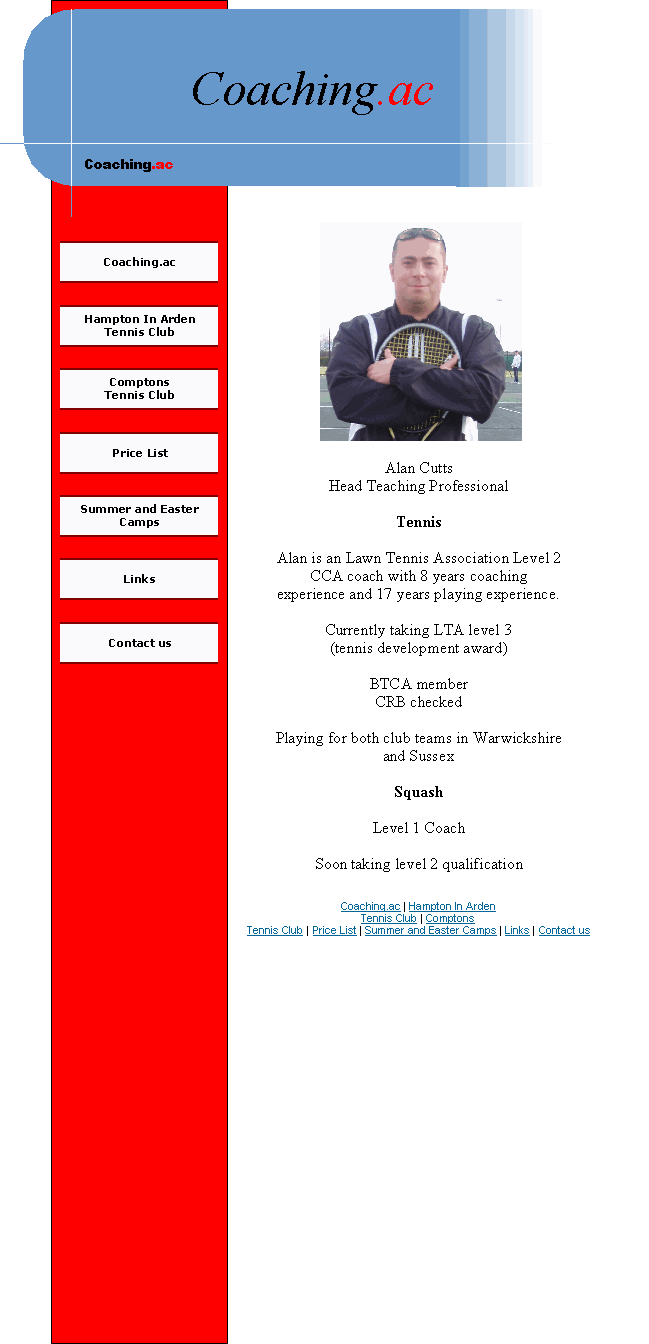 Coaching.ac
Coaching.ac
Coaching.ac
Hampton In Arden
Tennis Club
Comptons
Tennis Club
Price List
Summer and Easter
Camps
Links
Contact us
Alan Cutts
Head Teaching Professional
Tennis
Alan is an Lawn Tennis Association Level 2
CCA coach with 8 years coaching
experience and 17 years playing experience.
Currently taking LTA level 3
(tennis development award)
BTCA member
CRB checked
Playing for both club teams in Warwickshire
and Sussex
Squash
Level 1 Coach
Soon taking level 2 qualification
Coaching.ac | Hampton In Arden
Tennis Club | Comptons
Tennis Club | Price List | Summer and Easter Camps | Links | Contact us